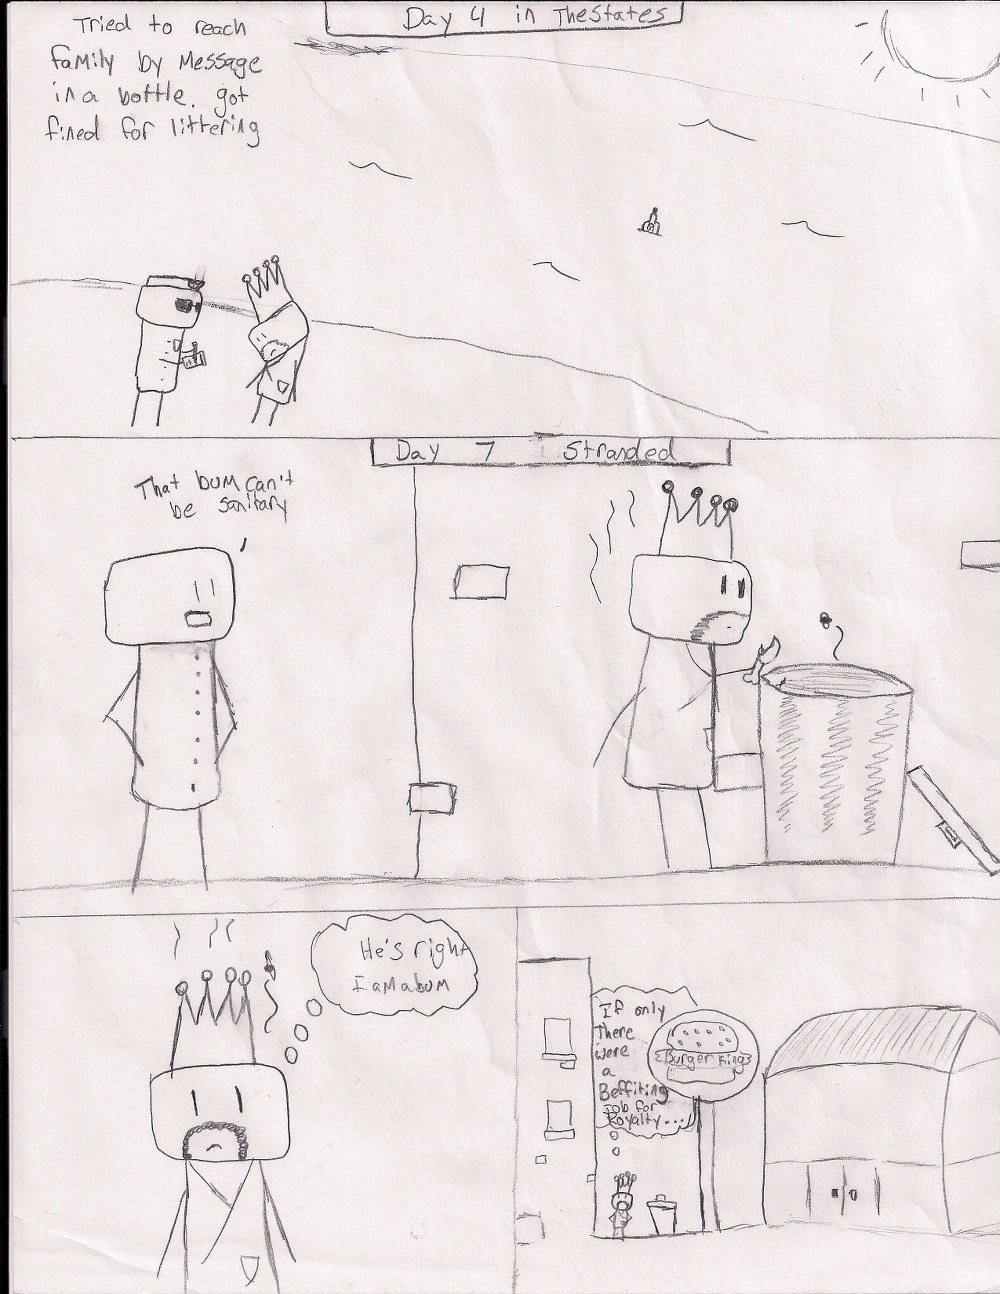 Day 4 in TheStates
Tried to reach
family by Message
in a bottle. got
fined for littering
Day 7 Stranded
That bum can't
be sanitary
He's right
I am a bum
If only
There
were
a
Beffiting
job for
Royalty...
Burger Kings